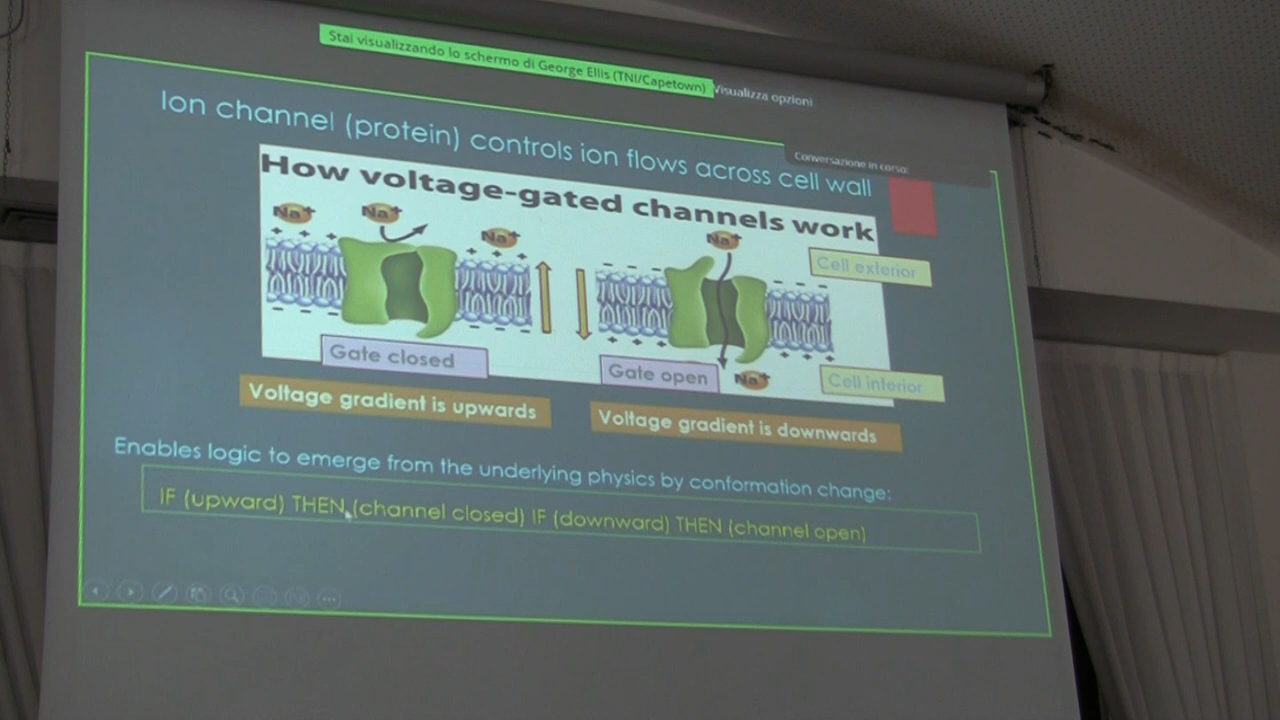 Stai visualizzando lo schermo di George Ellis (TNI/Capetown)
Visualizza opzioni
Conversazione in corso:
Ion channel (protein) controls ion flows across cell wall
How voltage-gated channels work
Na+
Na+
Na+
Na+
Cell exterior
Gate closed
Gate open
Na+
Cell interior
Voltage gradient is upwards
Voltage gradient is downwards
Enables logic to emerge from the underlying physics by conformation change:
IF (upward) THEN (channel closed) IF (downward) THEN (channel open)